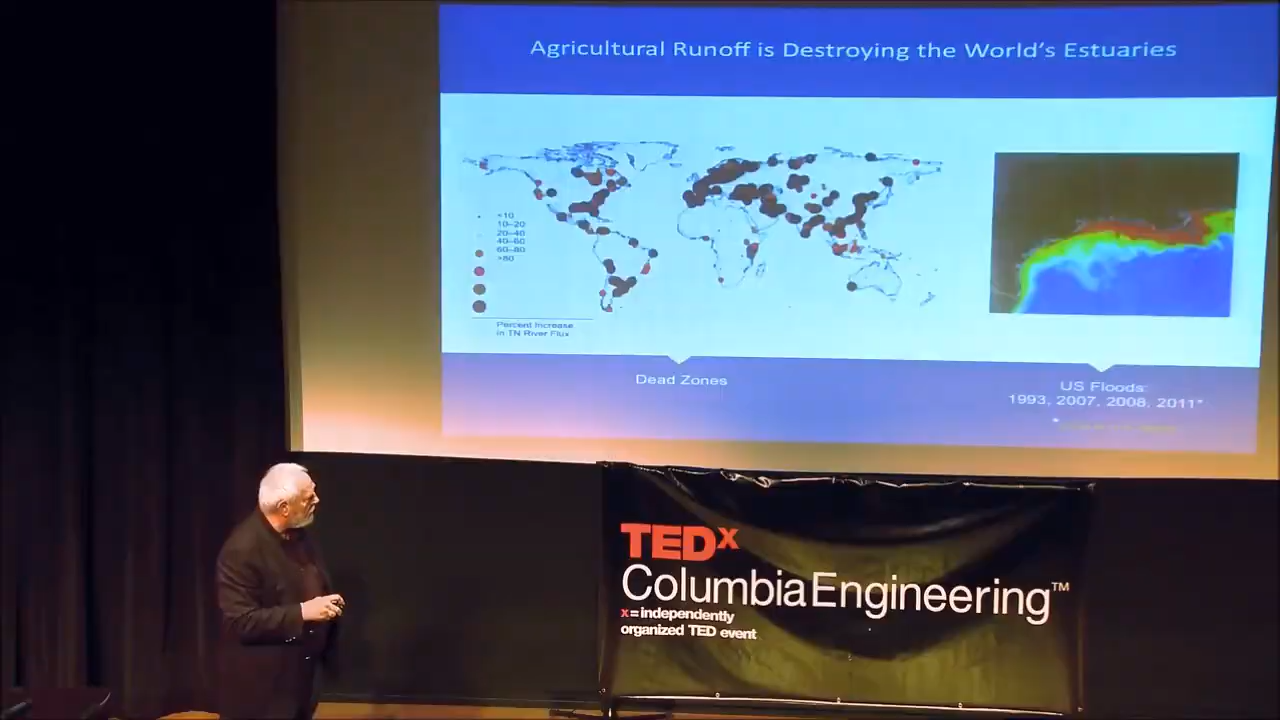 Agricultural Runoff is Destroying the World's Estuaries
<10
10–20
20–40
40–60
60–80
>80
Percent Increase
in TN River Flux
Dead Zones
US Floods:
1993, 2007, 2008, 2011*
*
TEDx
ColumbiaEngineering™
x=independently
organized TED event